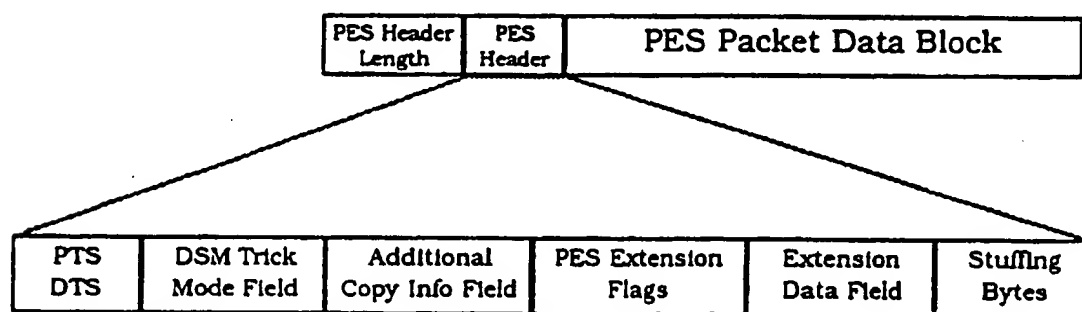 PES Header Length
PES Header
PES Packet Data Block
PTS DTS
DSM Trick Mode Field
Additional Copy Info Field
PES Extension Flags
Extension Data Field
Stuffing Bytes